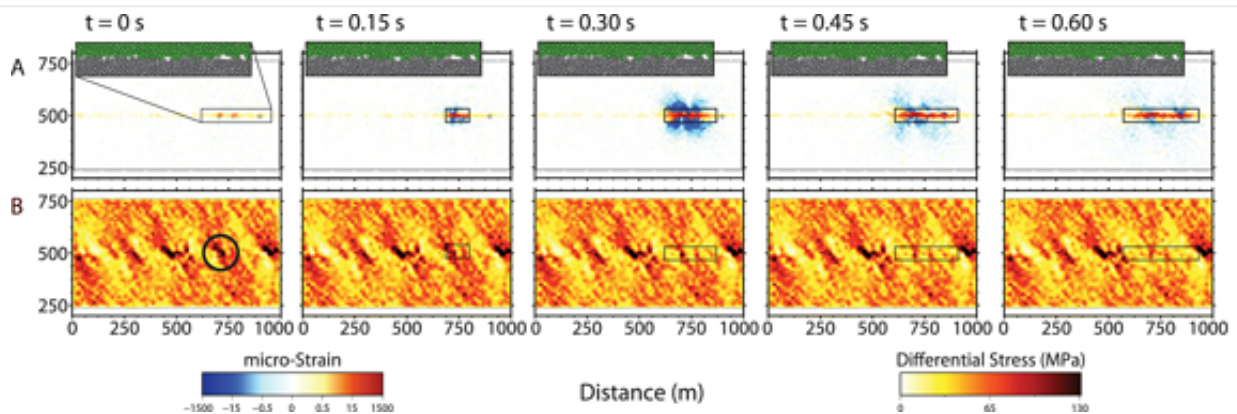 t = 0 s t = 0.15 s t = 0.30 s t = 0.45 s t = 0.60 s
A
750
500
250
B
750
500
250
0 250 500 750 1000 0 250 500 750 1000 0 250 500 750 1000 0 250 500 750 1000 0 250 500 750 1000
micro-Strain Differential Stress (MPa)
Distance (m)
-1500 -15 -0.5 0 0.5 15 1500 0 65 130